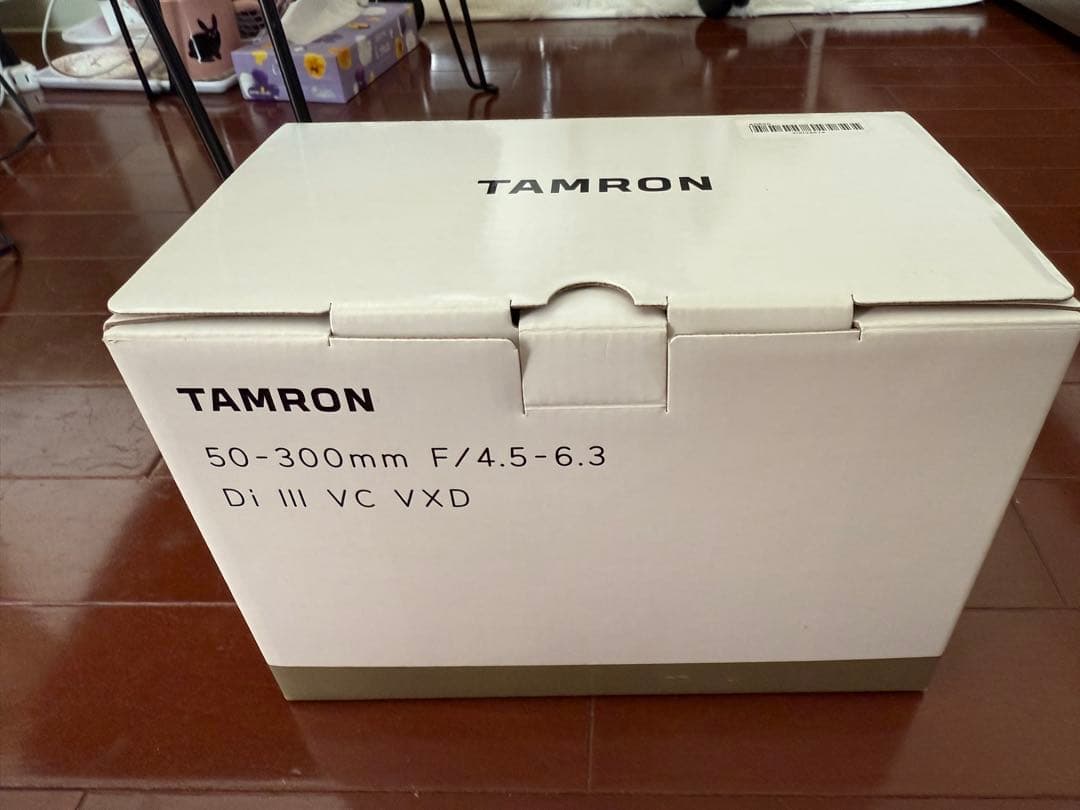 TAMRON
TAMRON
50-300mm F/4.5-6.3
Di III VC VXD